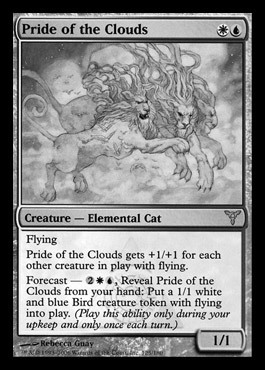 Pride of the Clouds
Creature — Elemental Cat
Flying
Pride of the Clouds gets +1/+1 for each
other creature in play with flying.
Forecast — 2WU, Reveal Pride of the
Clouds from your hand: Put a 1/1 white
and blue Bird creature token with flying
into play. (Play this ability only during your
upkeep and only once each turn.)
Rebecca Guay
1/1